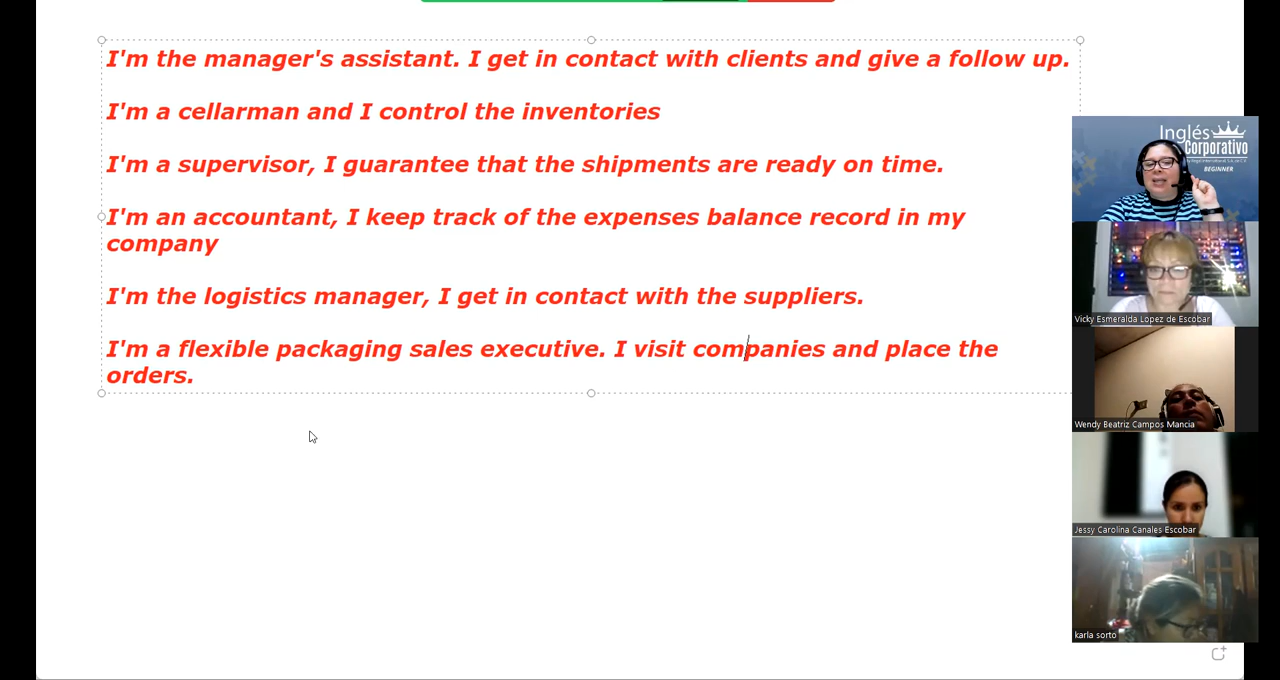 I'm the manager's assistant. I get in contact with clients and give a follow up.
I'm a cellarman and I control the inventories
I'm a supervisor, I guarantee that the shipments are ready on time.
I'm an accountant, I keep track of the expenses balance record in my
company
I'm the logistics manager, I get in contact with the suppliers.
I'm a flexible packaging sales executive. I visit companies and place the
orders.
Inglés
Corporativo
BEGINNER
Vicky Esmeralda Lopez de Escobar
Wendy Beatriz Campos Mancia
Jessy Carolina Canales Escobar
karla sorto